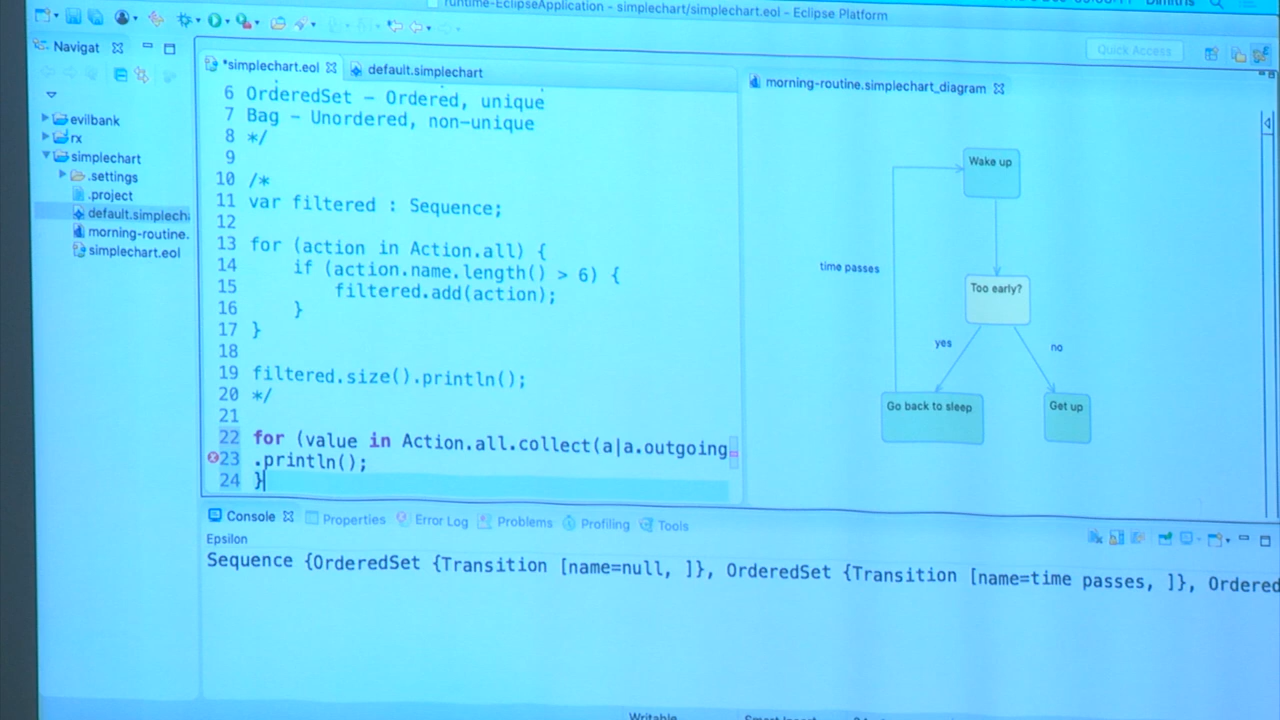 runtime-EclipseApplication - simplechart/simplechart.eol - Eclipse Platform
Dimitris
Quick Access
Navigat
*simplechart.eol
default.simplechart
morning-routine.simplechart_diagram
evilbank
rx
simplechart
.settings
.project
default.simplech
morning-routine.
simplechart.eol
6 OrderedSet - Ordered, unique
7 Bag - Unordered, non-unique
8 */
9
10 /*
11 var filtered : Sequence;
12
13 for (action in Action.all) {
14 if (action.name.length() > 6) {
15 filtered.add(action);
16 }
17 }
18
19 filtered.size().println();
20 */
21
22 for (value in Action.all.collect(a|a.outgoing
23 .println();
24 }
Wake up
time passes
Too early?
yes
no
Go back to sleep
Get up
Console
Properties
Error Log
Problems
Profiling
Tools
Epsilon
Sequence {OrderedSet {Transition [name=null, ]}, OrderedSet {Transition [name=time passes, ]}, Ordered
Writable